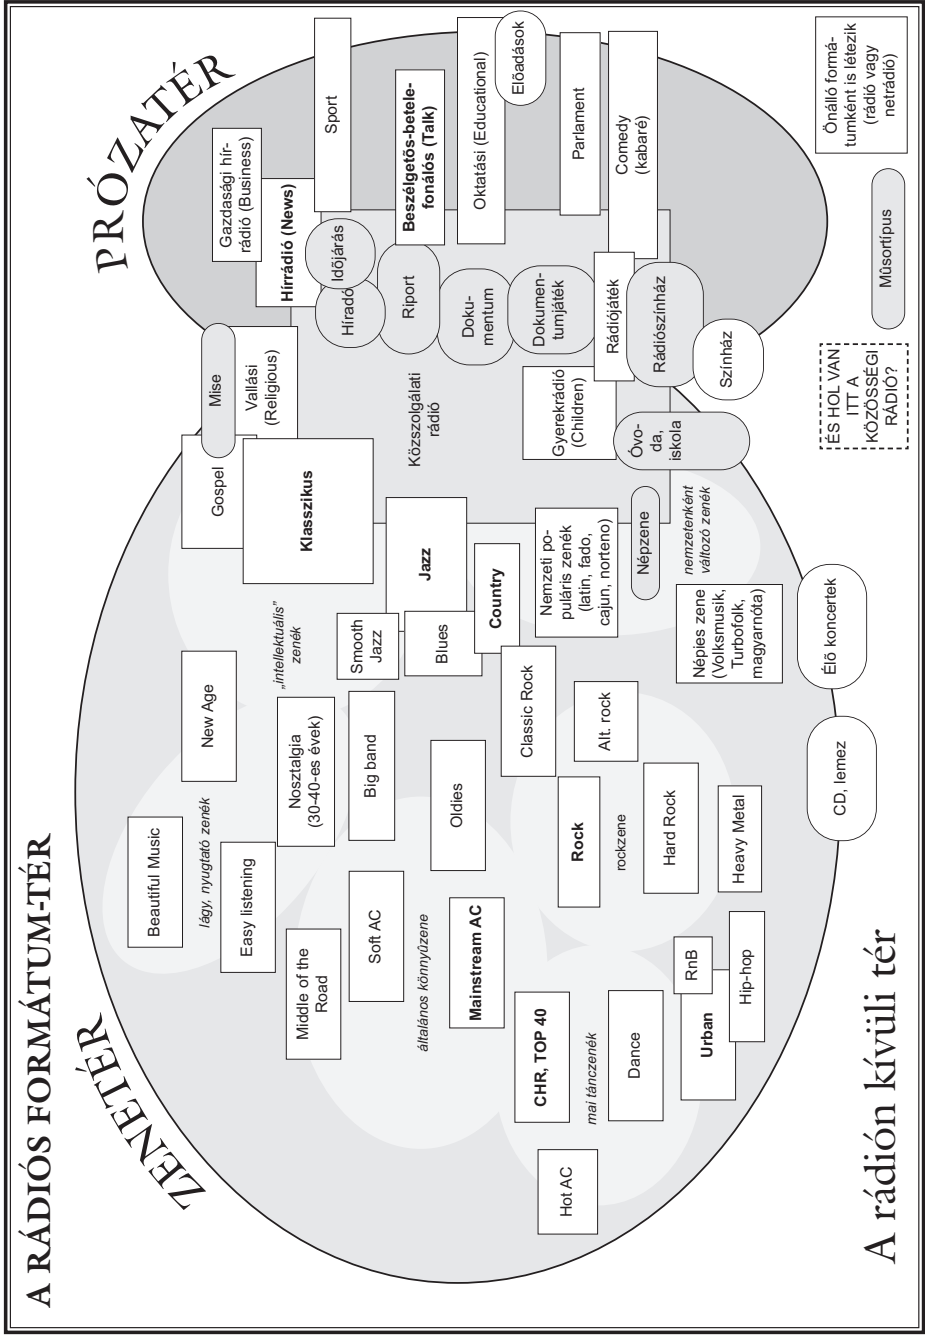 A RÁDIÓS FORMÁTUM-TÉR
ZENETÉR
PRÓZATÉR
Beautiful Music
lágy, nyugtató zenék
New Age
Easy listening
Middle of the
Road
Nosztalgia
(30-40-es évek)
„intellektuális”
zenék
Soft AC
Big band
Smooth
Jazz
általános könnyûzene
Mainstream AC
Oldies
Blues
Jazz
Country
Hot AC
CHR, TOP 40
mai tánczenék
Dance
Urban
RnB
Hip-hop
Rock
rockzene
Hard Rock
Heavy Metal
Classic Rock
Alt. rock
Nemzeti po-
puláris zenék
(latin, fado,
cajun, norteno)
Népzene
nemzetenként
változó zenék
Népies zene
(Volksmusik,
Turbofolk,
magyarnóta)
Gospel
Klasszikus
Mise
Vallási
(Religious)
Közszolgálati
rádió
Gyerekrádió
(Children)
Óvo-
da,
iskola
Gazdasági hír-
rádió (Business)
Hírrádió (News)
Híradó
Idõjárás
Sport
Riport
Beszélgetõs-betele-
fonálós (Talk)
Doku-
mentum
Oktatási (Educational)
Elõadások
Dokumen-
tumjáték
Parlament
Rádiójáték
Comedy
(kabaré)
Rádiószínház
Színház
CD, lemez
Élõ koncertek
A rádión kívüli tér
ÉS HOL VAN
ITT A
KÖZÖSSÉGI
RÁDIÓ?
Mûsortípus
Önálló formá-
tumként is létezik
(rádió vagy
netrádió)